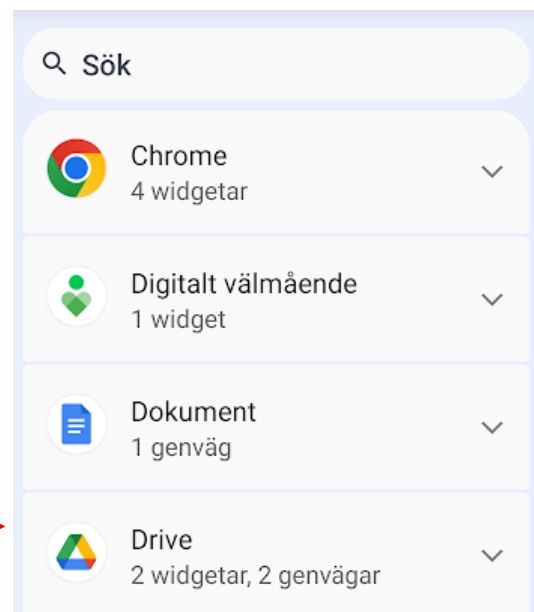 Sök
Chrome
4 widgetar
Digitalt välmående
1 widget
Dokument
1 genväg
Drive
2 widgetar, 2 genvägar